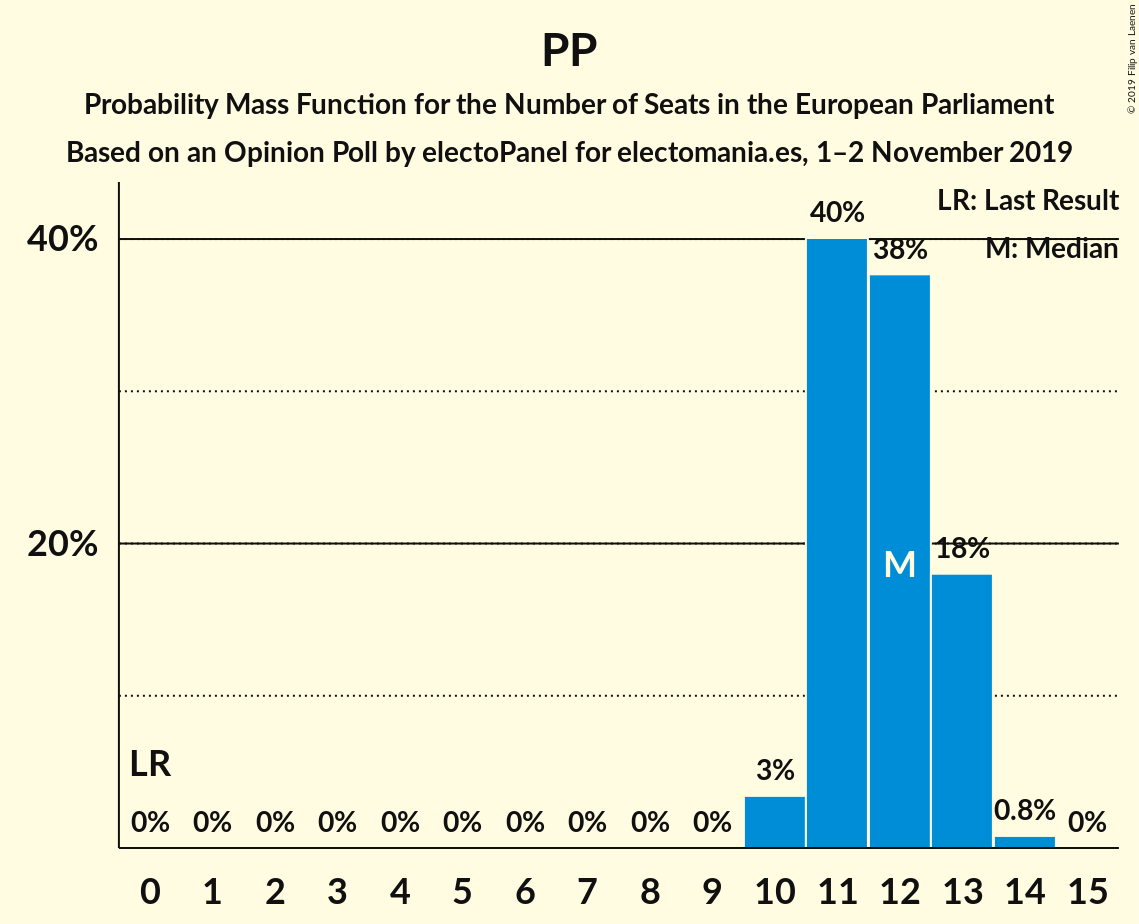 PP
Probability Mass Function for the Number of Seats in the European Parliament
Based on an Opinion Poll by electoPanel for electomania.es, 1–2 November 2019
© 2019 Filip van Laenen
LR: Last Result
M: Median
40%
20%
40%
38%
18%
M
LR
3%
0.8%
0% 0% 0% 0% 0% 0% 0% 0% 0% 0% 0%
0 1 2 3 4 5 6 7 8 9 10 11 12 13 14 15